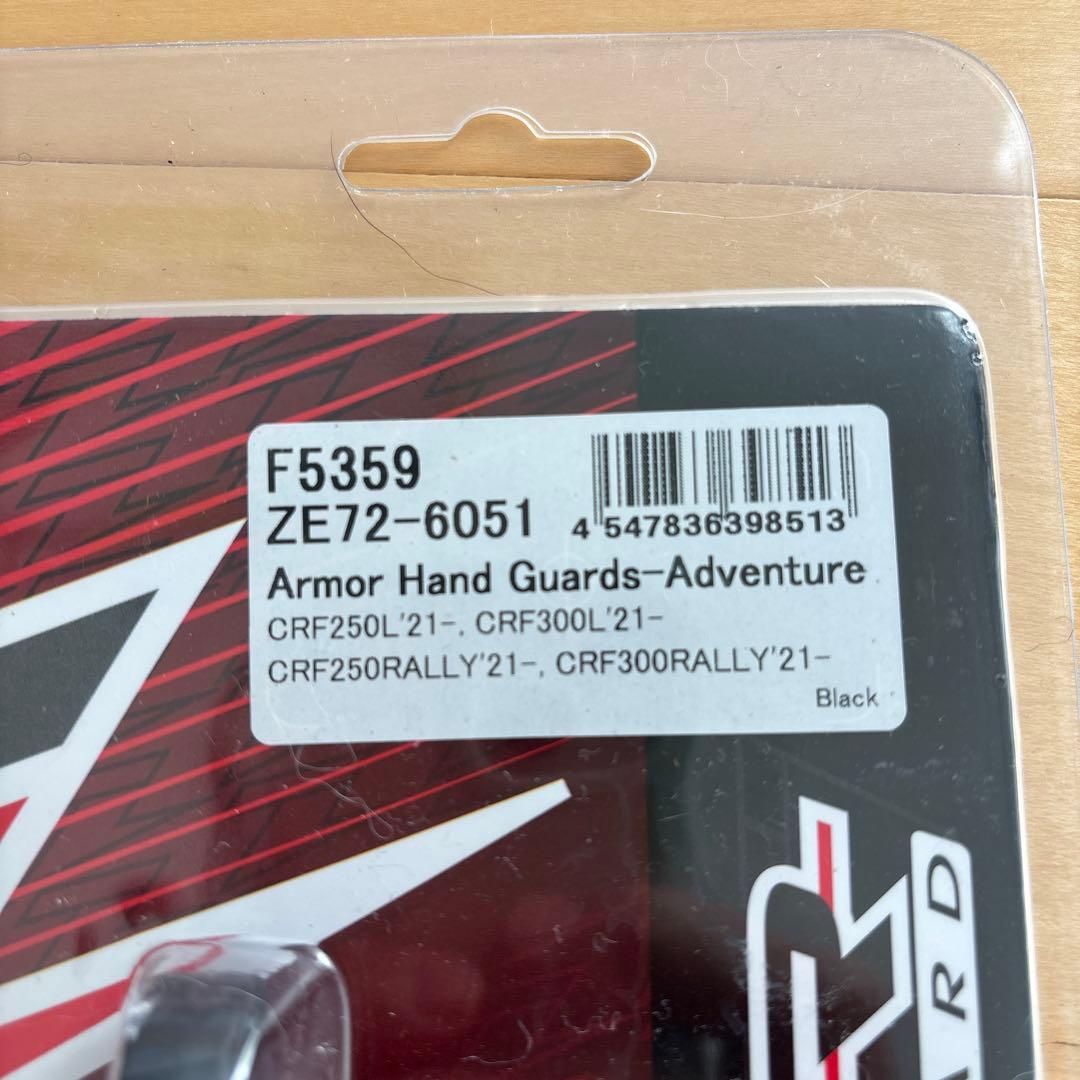 F5359
ZE72-6051
4 547836 398513
Armor Hand Guards-Adventure
CRF250L'21-, CRF300L'21-
CRF250RALLY'21-, CRF300RALLY'21-
Black